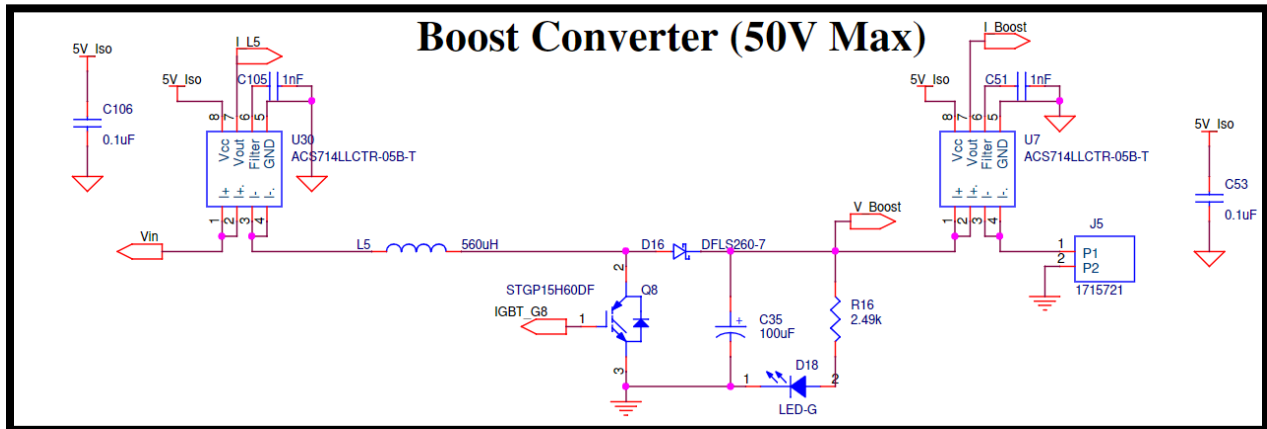 Boost Converter (50V Max)
5V_Iso
C106
0.1uF
I_L5
5V_Iso
C105
1nF
8
7
6
5
Vcc
Vout
Filter
GND
U30
ACS714LLCTR-05B-T
I+
I+.
I-
I-.
1
2
3
4
Vin
L5
560uH
D16
DFLS260-7
V_Boost
2
STGP15H60DF
Q8
IGBT_G8
1
3
C35
+
100uF
R16
2.49k
D18
1
2
LED-G
I_Boost
5V_Iso
C51
1nF
8
7
6
5
Vcc
Vout
Filter
GND
U7
ACS714LLCTR-05B-T
I+
I+.
I-
I-.
1
2
3
4
J5
1
P1
2
P2
1715721
5V_Iso
C53
0.1uF